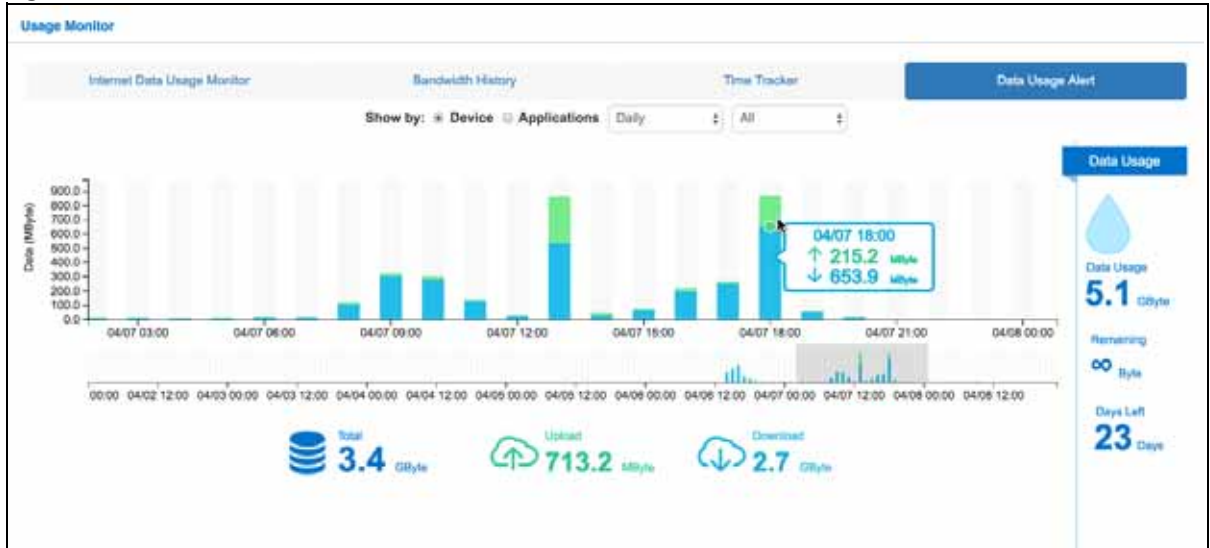 Usage Monitor
Internet Data Usage Monitor Bandwidth History Time Tracker Data Usage Alert
Show by: Device Applications Daily All
Data Usage
900.0
800.0
700.0
600.0
500.0
400.0
300.0
200.0
100.0
0.0
Data (MByte)
04/07 18:00
↑ 215.2 MByte
↓ 653.9 MByte
04/07 03:00 04/07 06:00 04/07 09:00 04/07 12:00 04/07 15:00 04/07 18:00 04/07 21:00 04/08 00:00
00:00 04/02 12:00 04/03 00:00 04/03 12:00 04/04 00:00 04/04 12:00 04/05 00:00 04/05 12:00 04/06 00:00 04/06 12:00 04/07 00:00 04/07 12:00 04/08 00:00 04/08 12:00
Total
3.4 GByte
Upload
713.2 MByte
Download
2.7 GByte
Data Usage
5.1 GByte
Remaining
∞ Byte
Days Left
23 Days